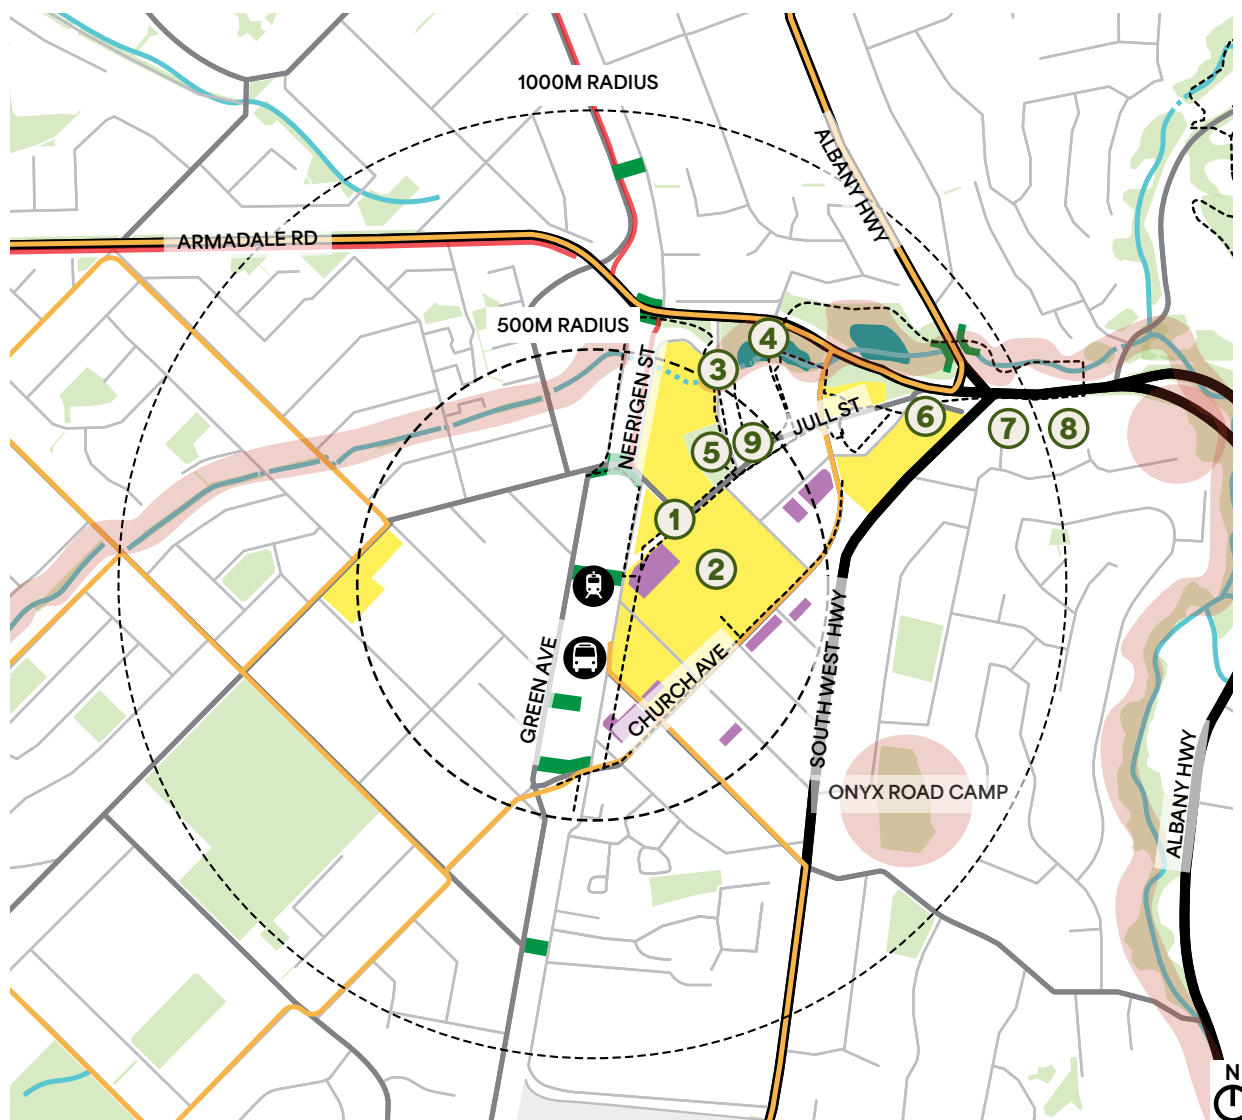 1000M RADIUS
ALBANY HWY
ARMADALE RD
500M RADIUS
NEERIGEN ST
4
3
JULL ST
6
7
8
5
9
1
2
GREEN AVE
CHURCH AVE
SOUTH WEST HWY
ONYX ROAD CAMP
ALBANY HWY
N